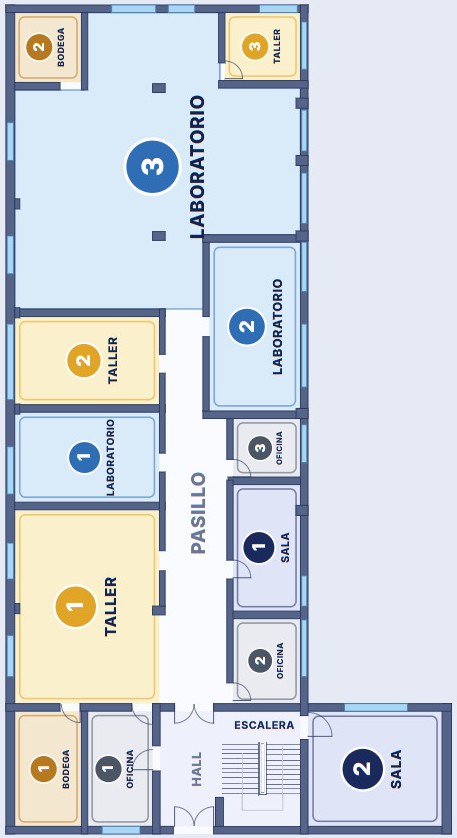 2
BODEGA
3
TALLER
3
LABORATORIO
2
LABORATORIO
2
TALLER
1
LABORATORIO
3
OFICINA
PASILLO
1
SALA
1
TALLER
2
OFICINA
ESCALERA
1
BODEGA
1
OFICINA
HALL
2
SALA